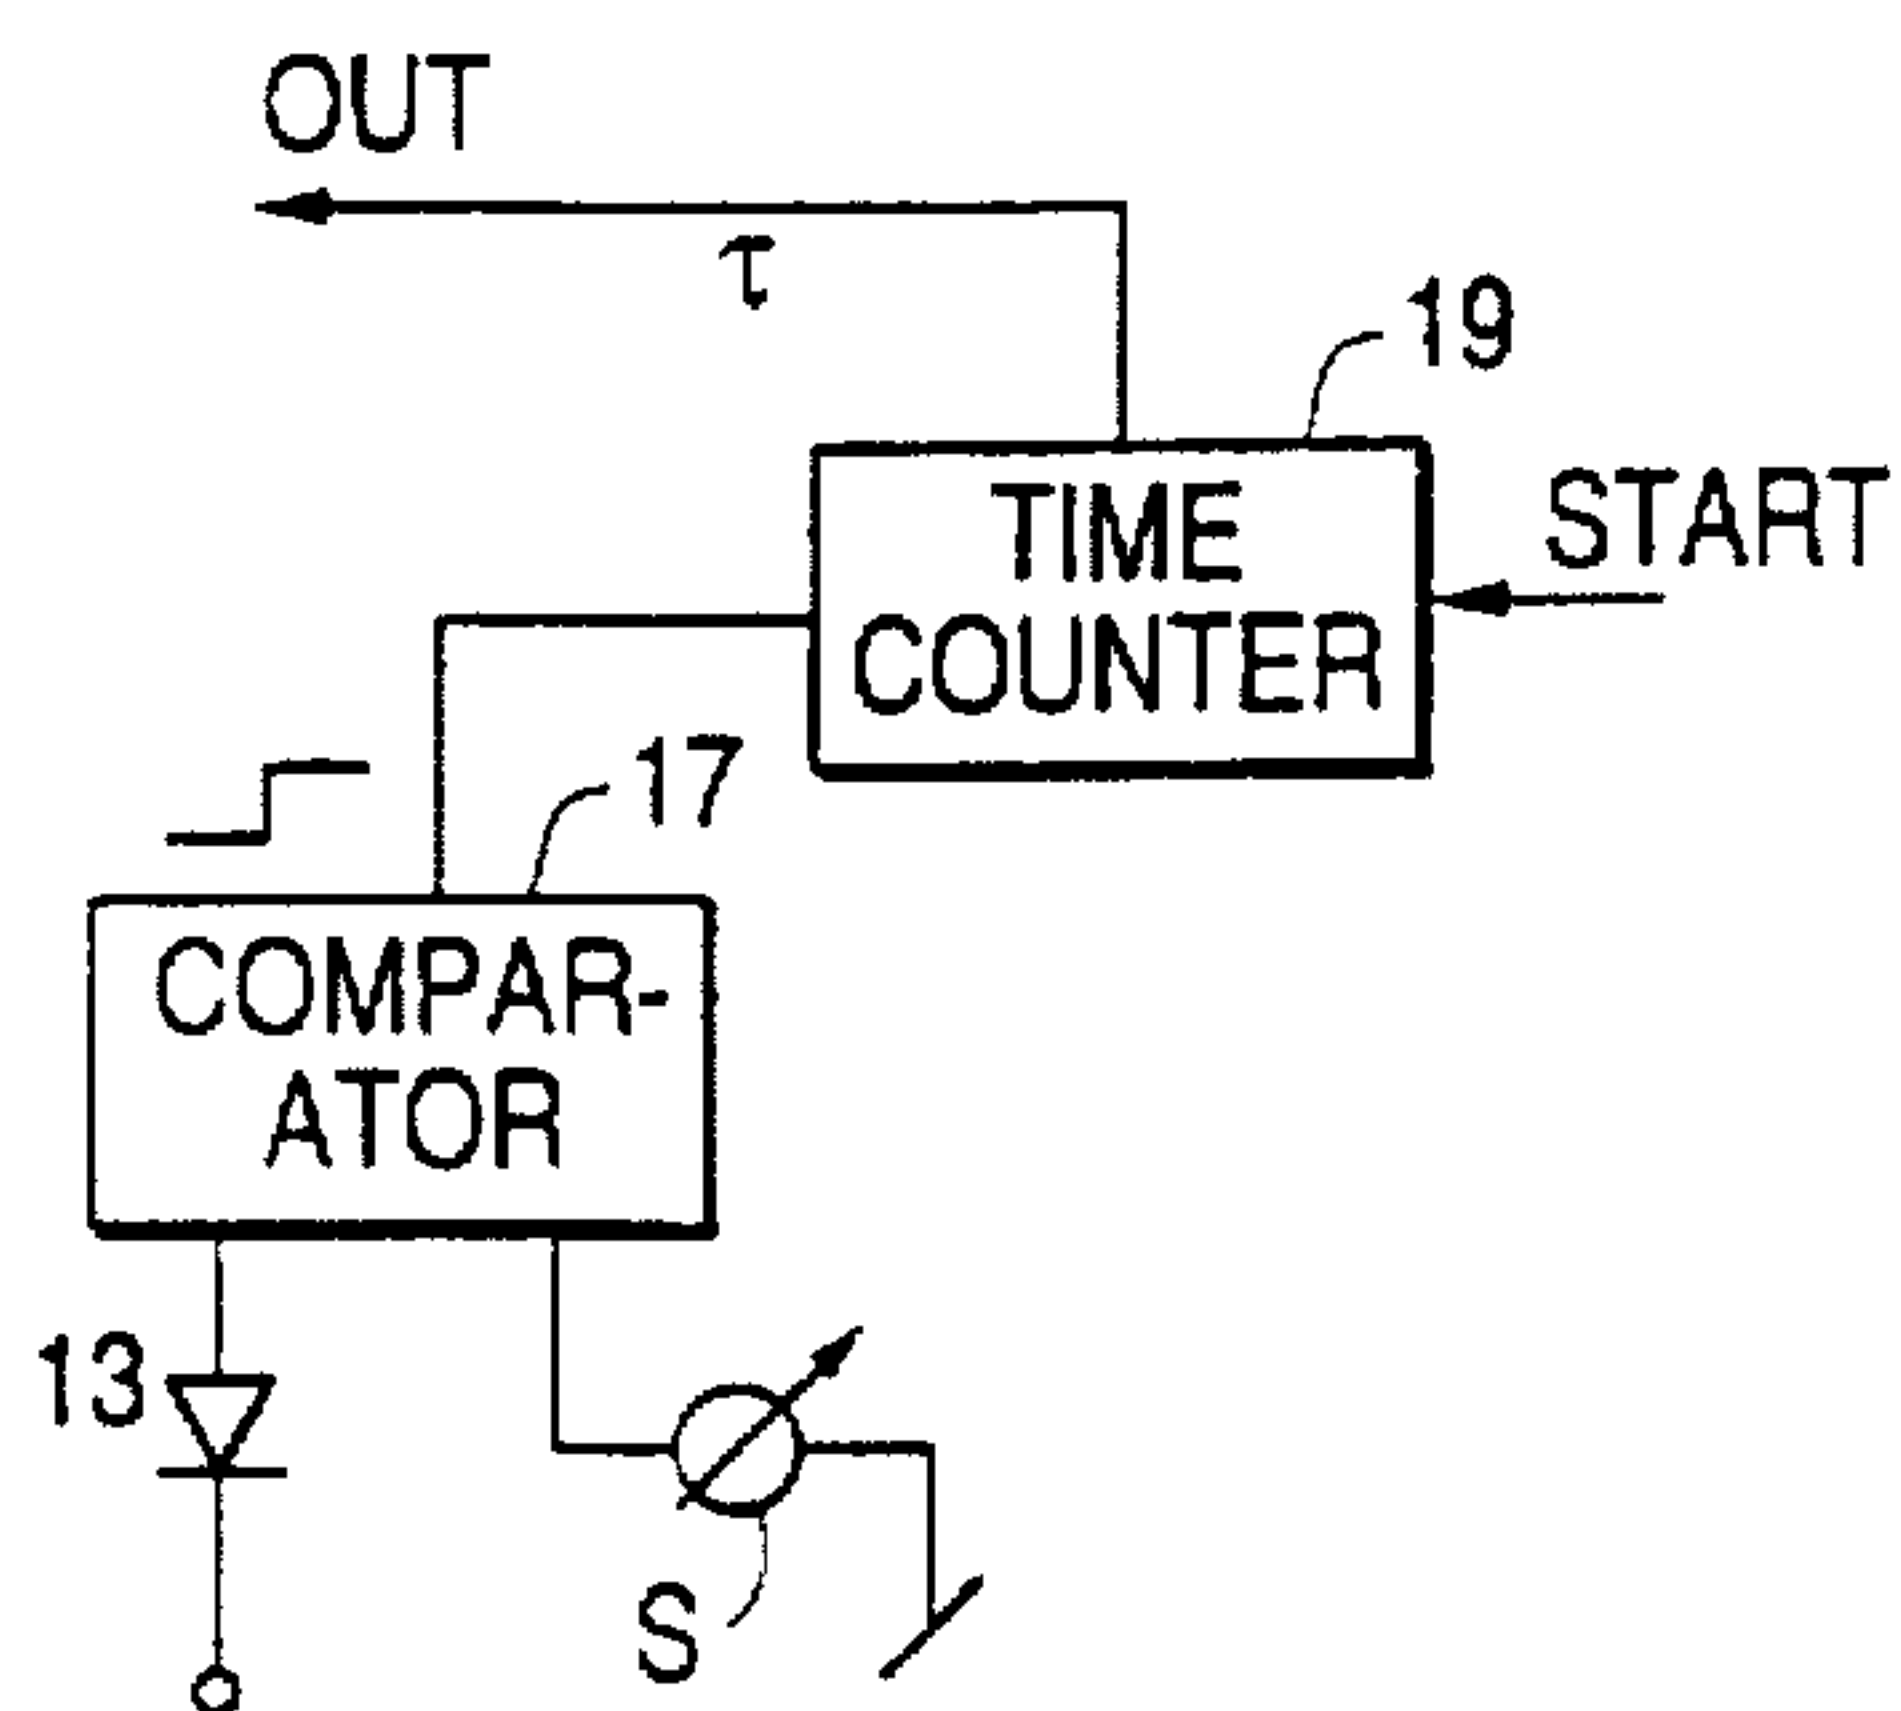 OUT
τ
19
TIME
COUNTER
START
17
COMPAR-
ATOR
13
S